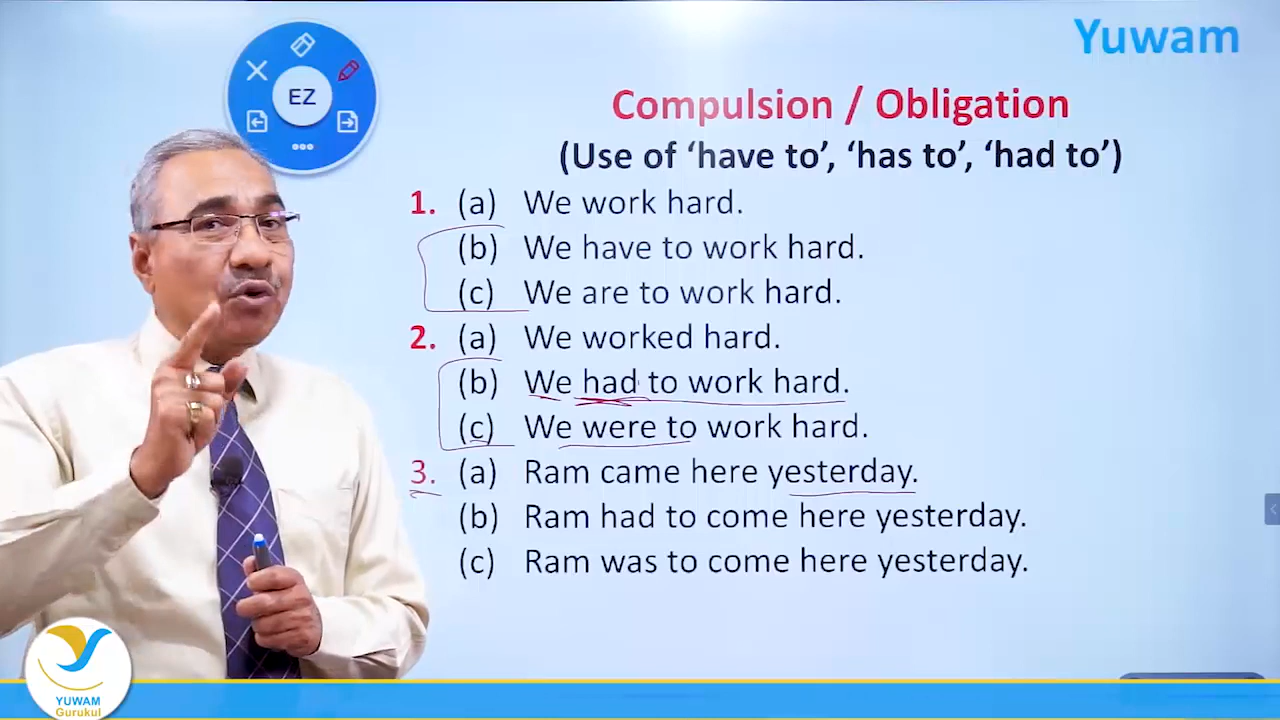 Yuwam
EZ
Compulsion / Obligation
(Use of ‘have to’, ‘has to’, ‘had to’)
1. (a) We work hard.
(b) We have to work hard.
(c) We are to work hard.
2. (a) We worked hard.
(b) We had to work hard.
(c) We were to work hard.
3. (a) Ram came here yesterday.
(b) Ram had to come here yesterday.
(c) Ram was to come here yesterday.
YUWAM
Gurukul